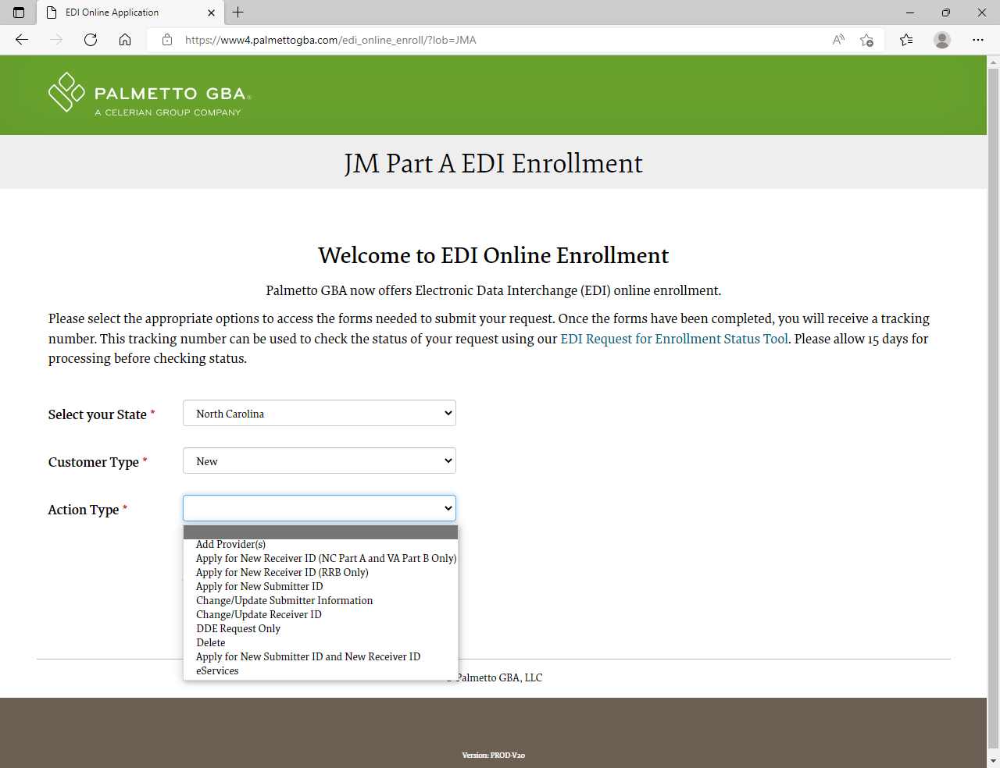 EDI Online Application
https://www4.palmettogba.com/edi_online_enroll/?lob=JMA
PALMETTO GBA®
A CELERIAN GROUP COMPANY
JM Part A EDI Enrollment
Welcome to EDI Online Enrollment
Palmetto GBA now offers Electronic Data Interchange (EDI) online enrollment.
Please select the appropriate options to access the forms needed to submit your request. Once the forms have been completed, you will receive a tracking
number. This tracking number can be used to check the status of your request using our EDI Request for Enrollment Status Tool. Please allow 15 days for
processing before checking status.
Select your State * North Carolina
Customer Type * New
Action Type *
Add Provider(s)
Apply for New Receiver ID (NC Part A and VA Part B Only)
Apply for New Receiver ID (RRB Only)
Apply for New Submitter ID
Change/Update Submitter Information
Change/Update Receiver ID
DDE Request Only
Delete
Apply for New Submitter ID and New Receiver ID
eServices
Palmetto GBA, LLC
Version: PROD-V20